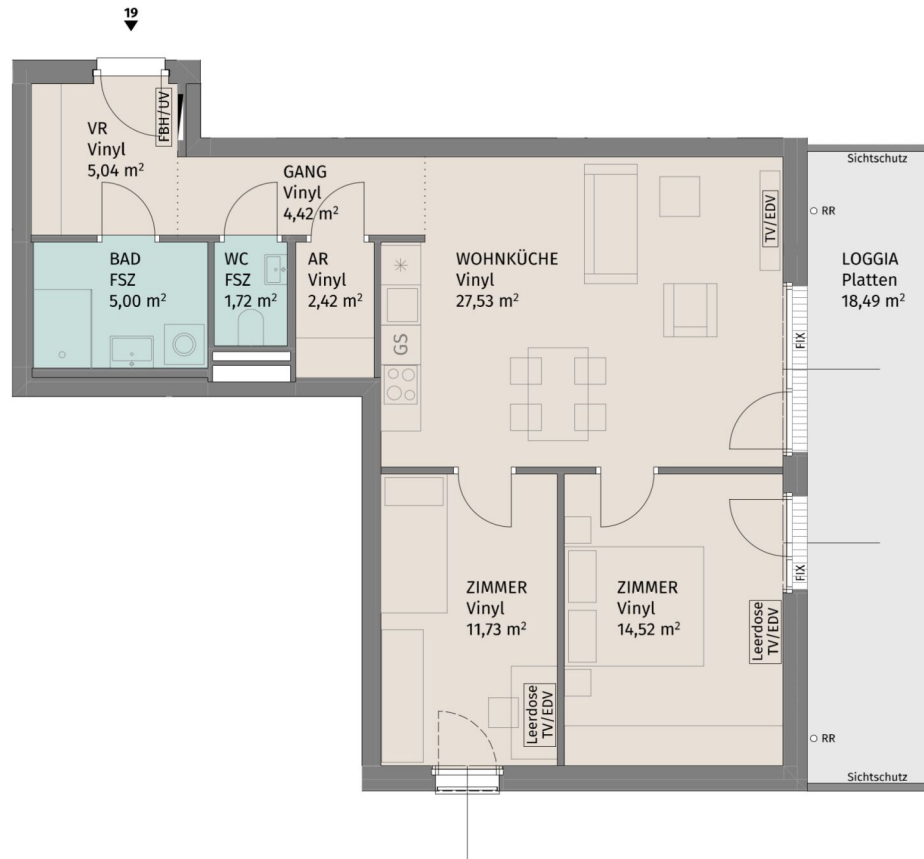 19
VR
Vinyl
5,04 m²
FBH/UV
GANG
Vinyl
4,42 m²
BAD
FSZ
5,00 m²
WC
FSZ
1,72 m²
AR
Vinyl
2,42 m²
GS
WOHNKÜCHE
Vinyl
27,53 m²
TV/EDV
FIX
Sichtschutz
RR
LOGGIA
Platten
18,49 m²
ZIMMER
Vinyl
11,73 m²
Leerdose
TV/EDV
ZIMMER
Vinyl
14,52 m²
Leerdose
TV/EDV
FIX
RR
Sichtschutz